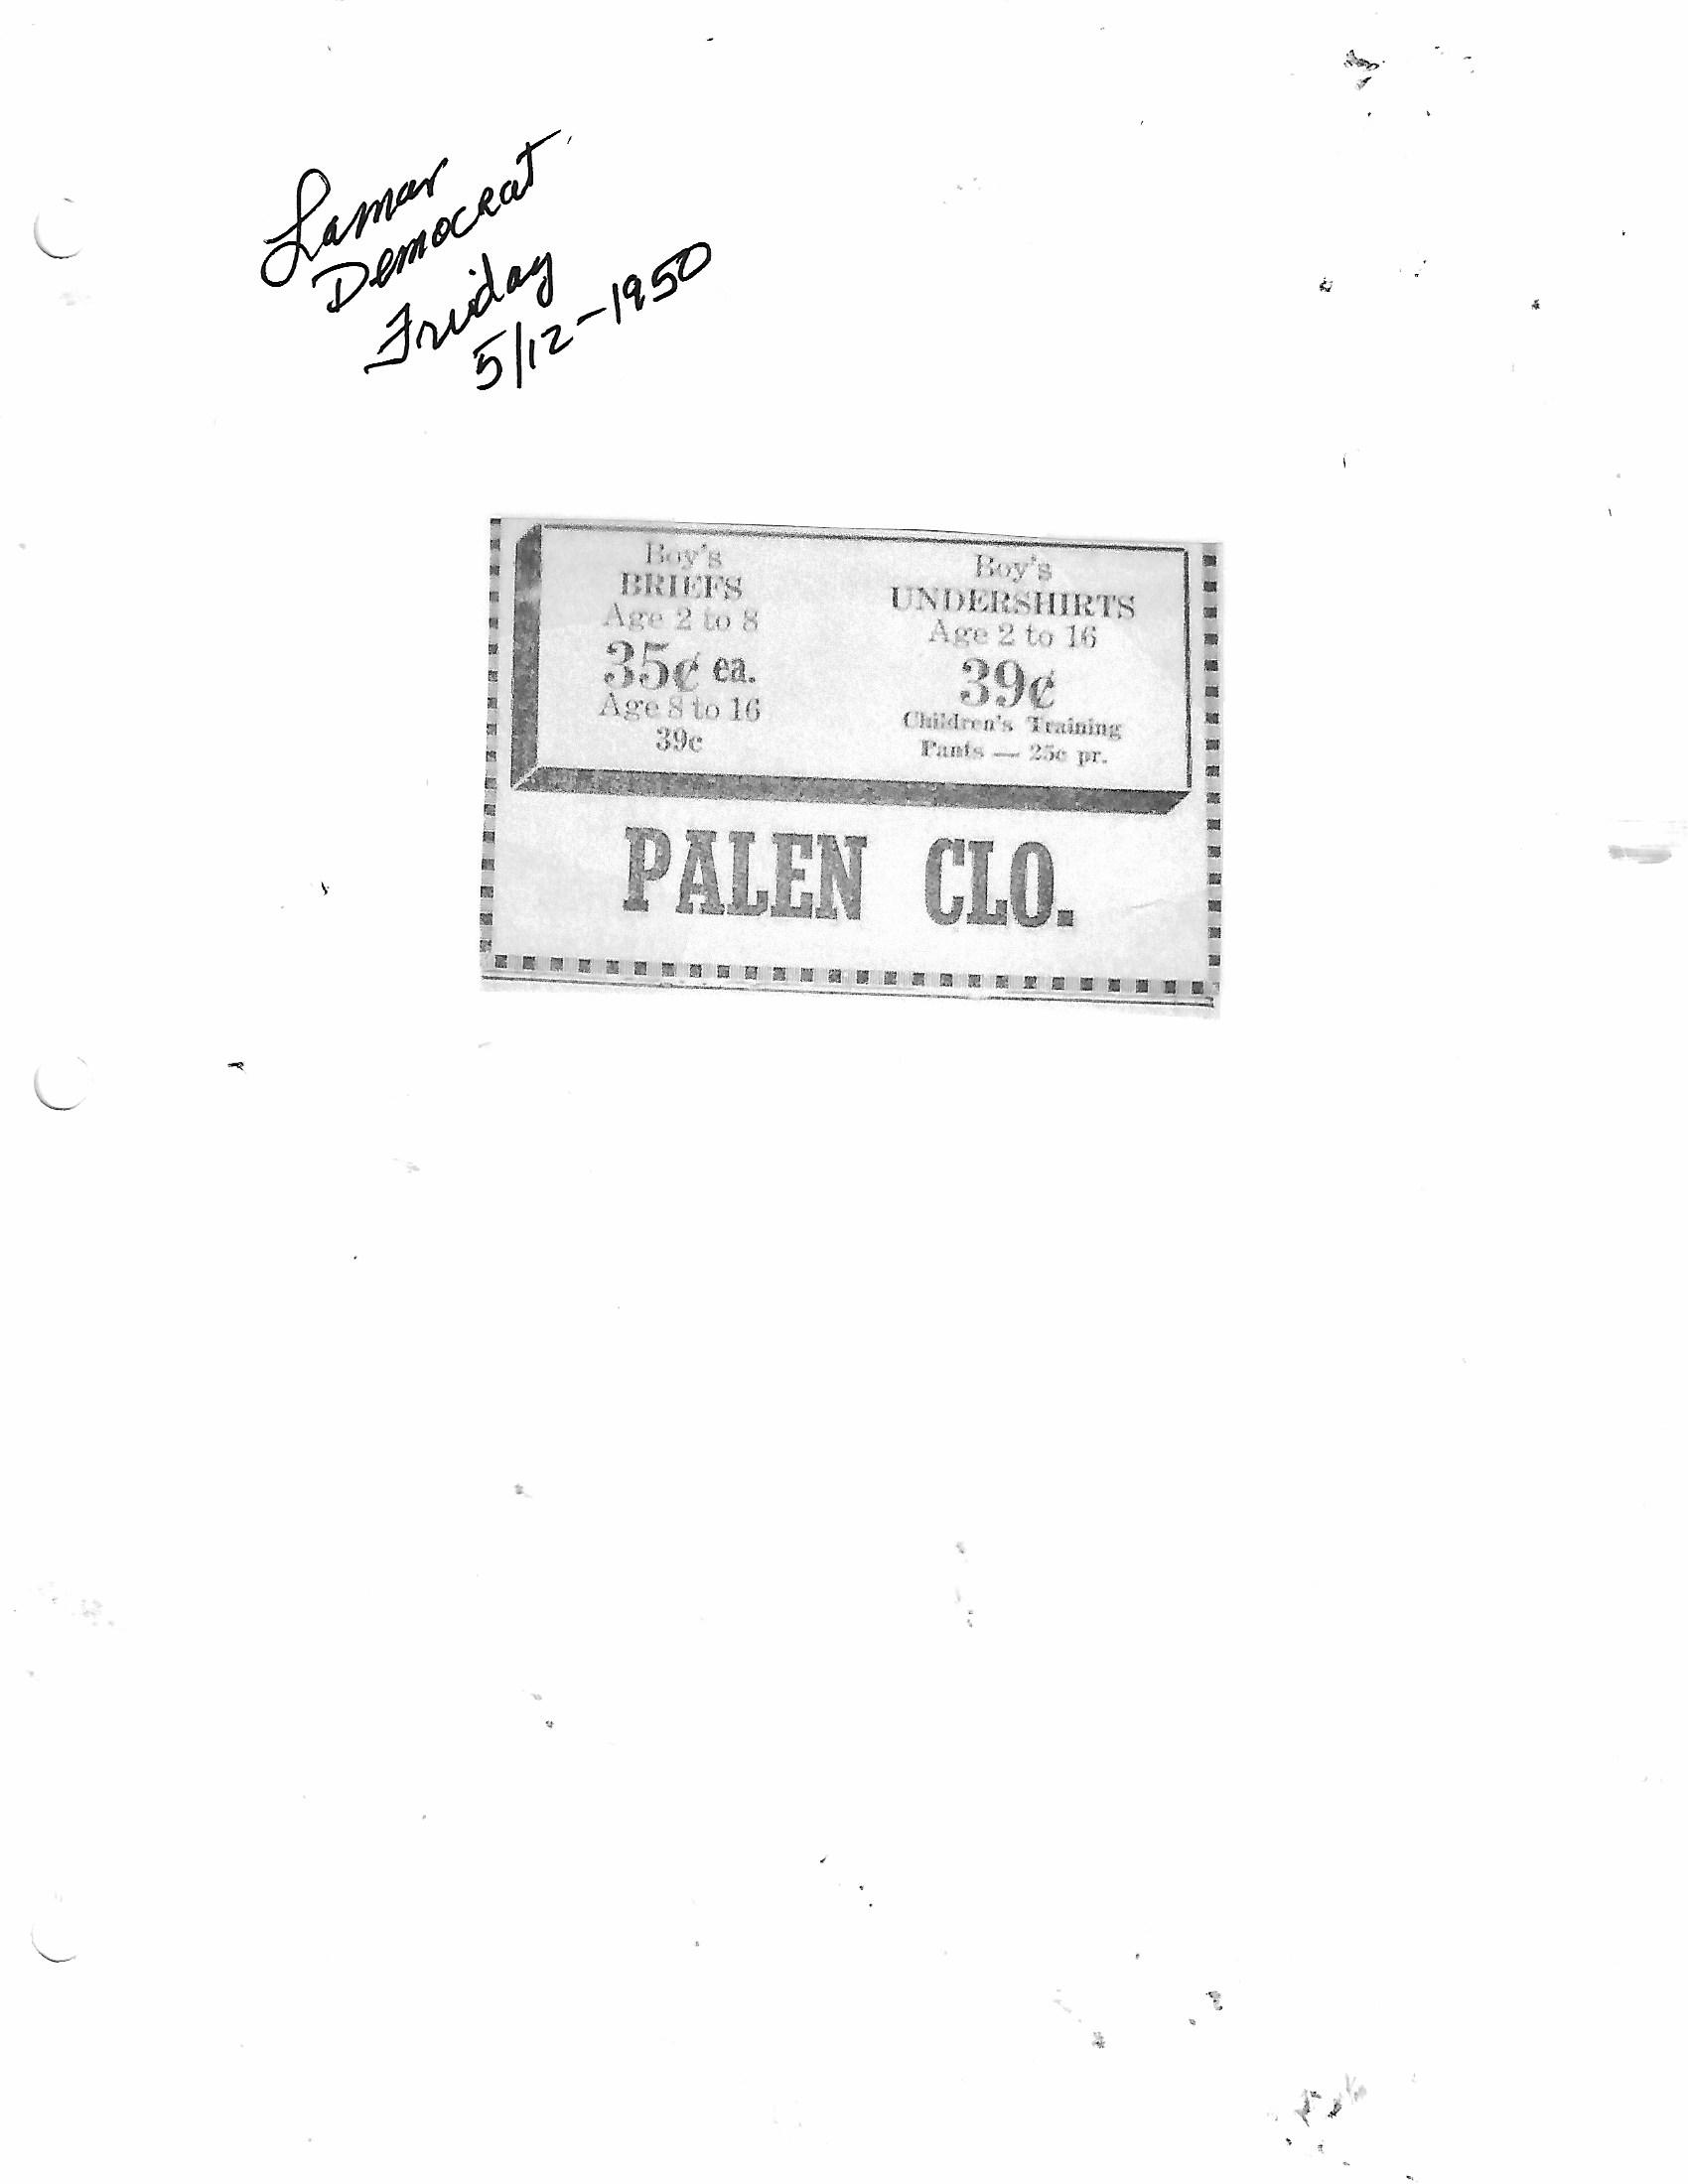 Lamar
Democrat
Friday
5/12-1950
Boy's
BRIEFS
Age 2 to 8
35¢ ea.
Age 8 to 16
39c
Boy's
UNDERSHIRTS
Age 2 to 16
39¢
Children's Training
Pants — 25c pr.
PALEN CLO.